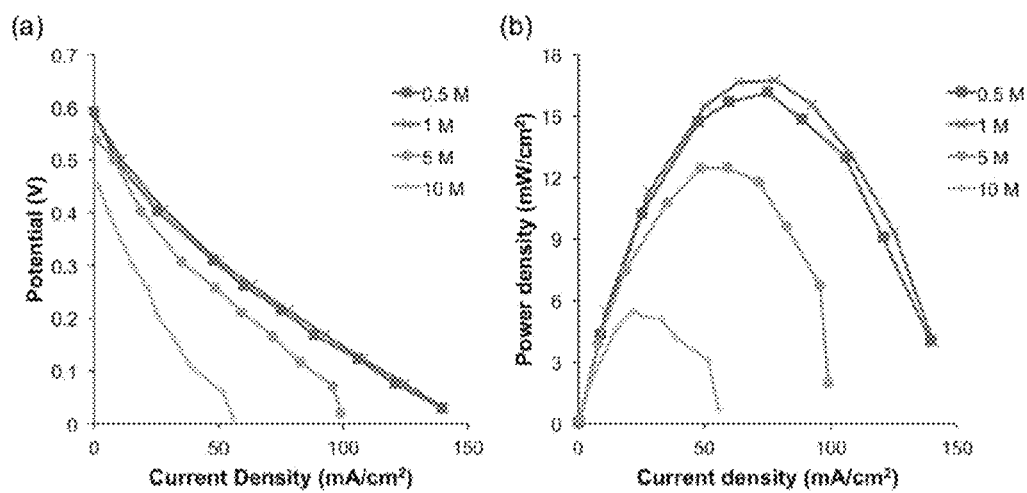 (a)
0.7
0.6
0.5
0.4
0.3
0.2
0.1
0
Potential (V)
0 50 100 150
Current Density (mA/cm²)
0.5 M
1 M
5 M
10 M
(b)
18
15
12
9
6
3
0
Power density (mW/cm²)
0 50 100 150
Current density (mA/cm²)
0.5 M
1 M
5 M
10 M